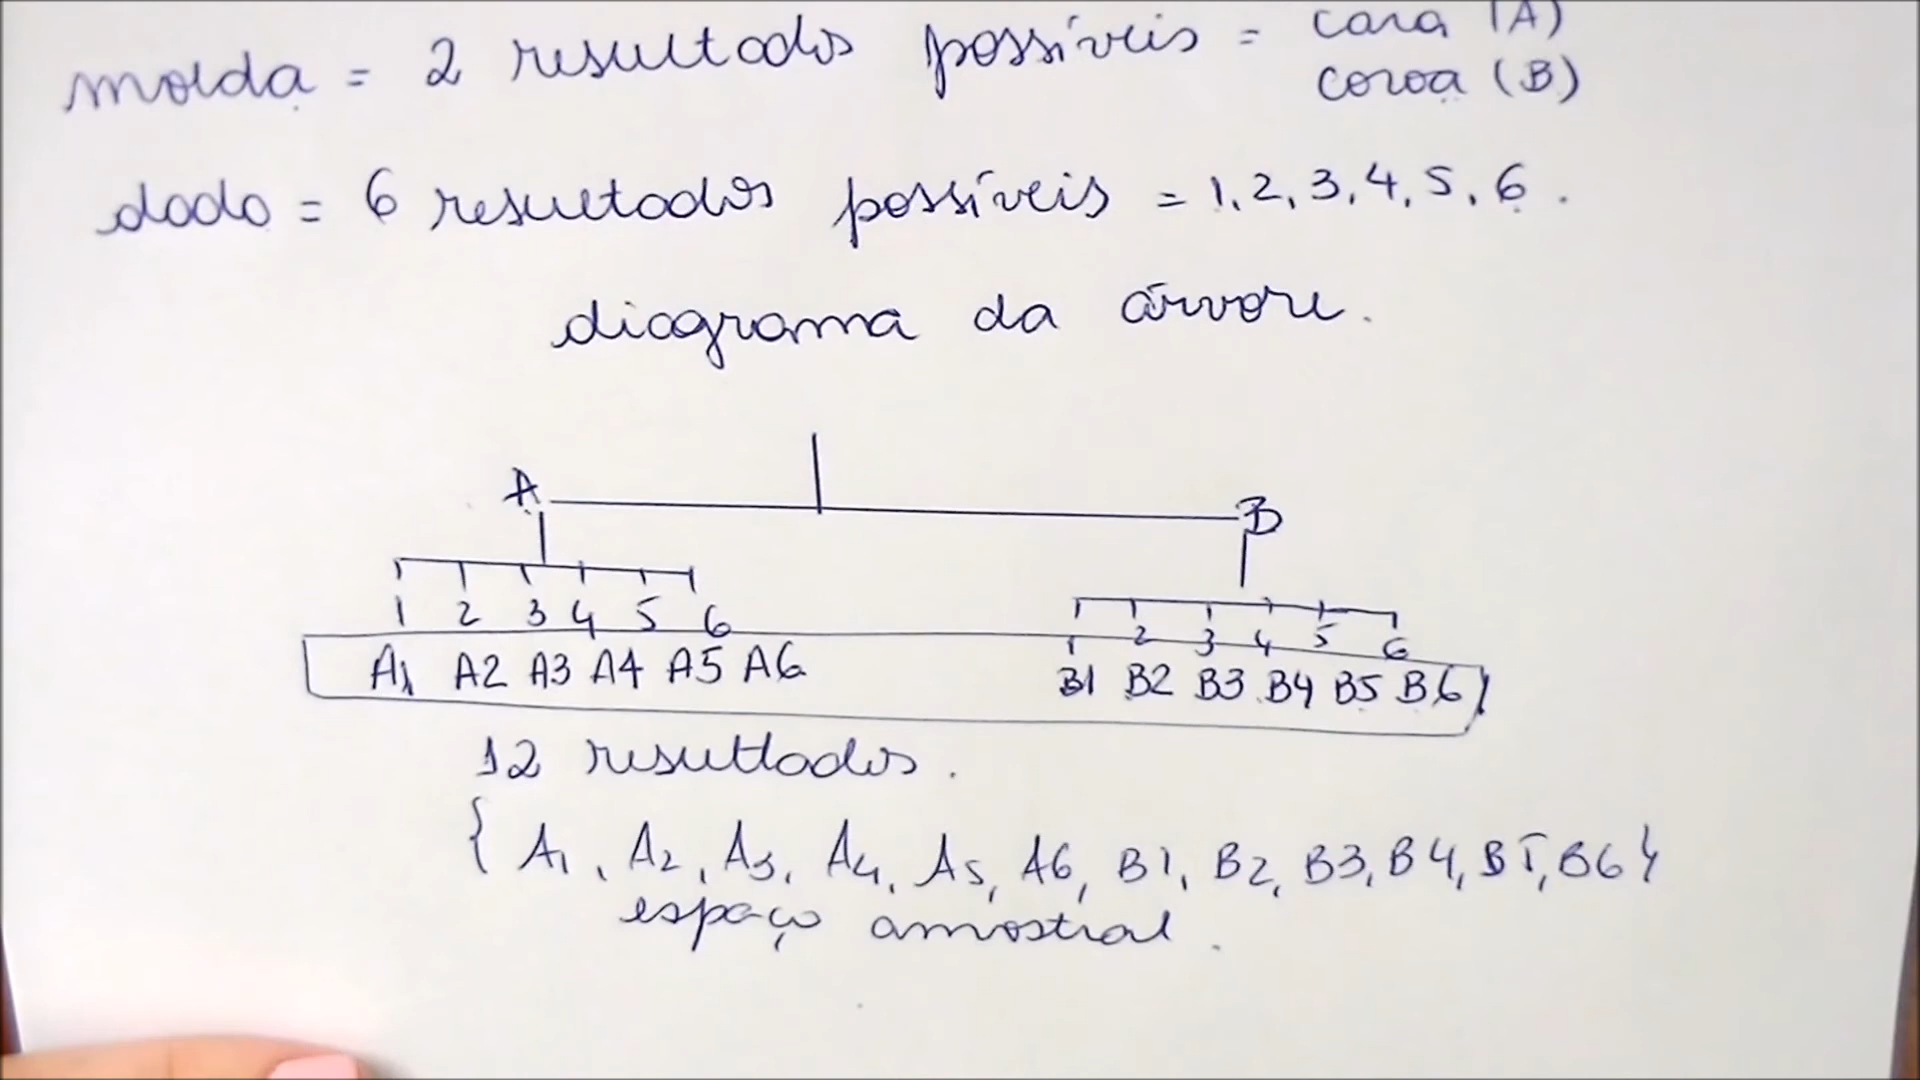 moeda = 2 resultados possíveis = cara (A)
coroa (B)
dado = 6 resultados possíveis = 1, 2, 3, 4, 5, 6.
diagrama da árvore.
A B
1 2 3 4 5 6 1 2 3 4 5 6
A1 A2 A3 A4 A5 A6 B1 B2 B3 B4 B5 B6
12 resultados.
{ A1, A2, A3, A4, A5, A6, B1, B2, B3, B4, B5, B6 }
espaço amostral.